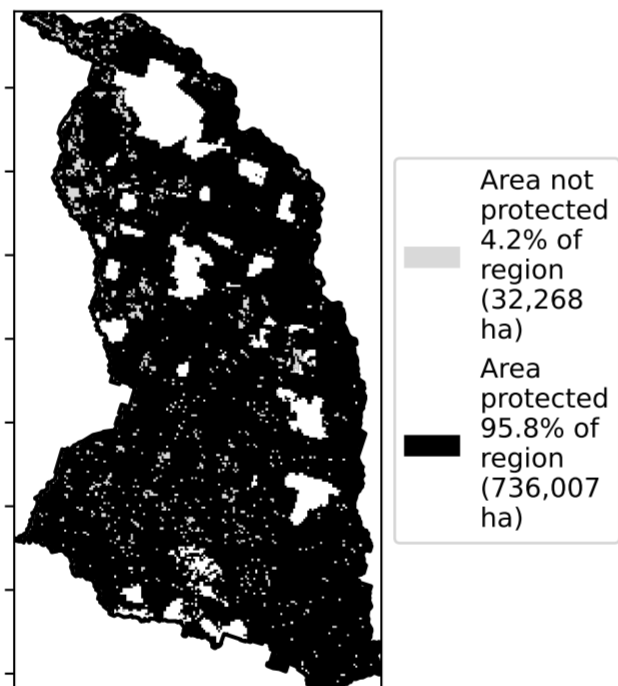 Area not
protected
4.2% of
region
(32,268
ha)
Area
protected
95.8% of
region
(736,007
ha)